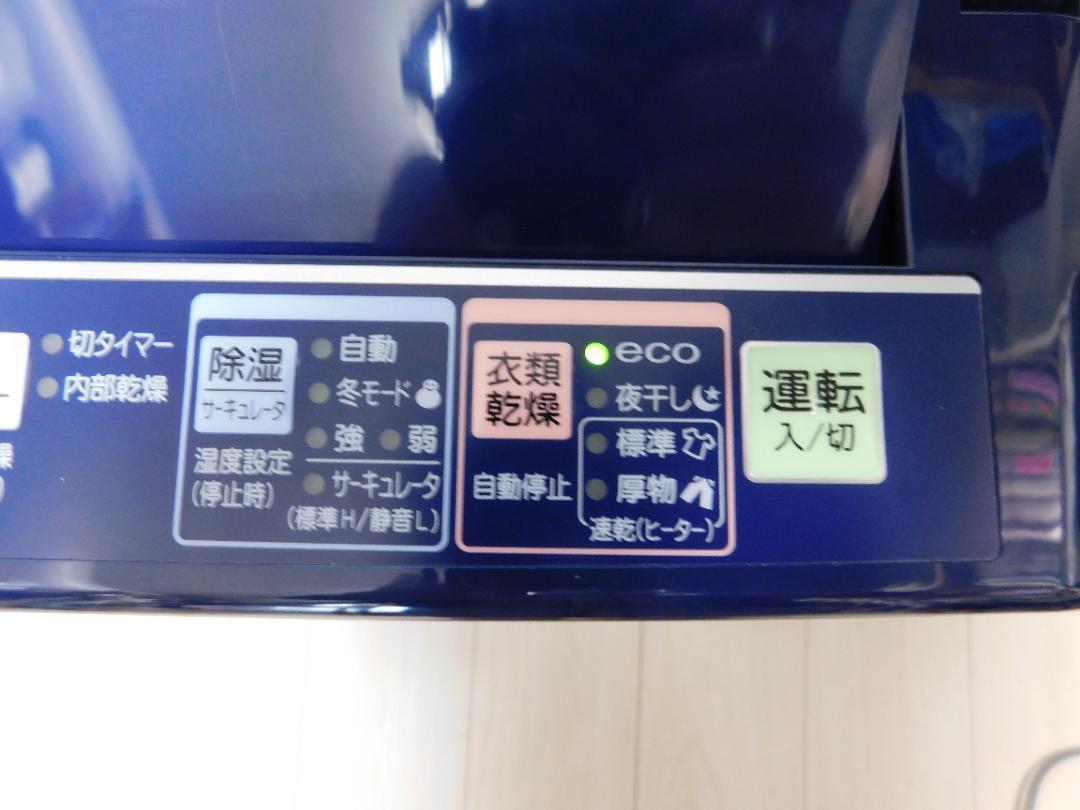 切タイマー
内部乾燥
燥
除湿
サーキュレータ
湿度設定
(停止時)
自動
冬モード
強 弱
サーキュレータ
(標準H/静音L)
衣類
乾燥
自動停止
eco
夜干し
標準
厚物
速乾(ヒーター)
運転
入/切